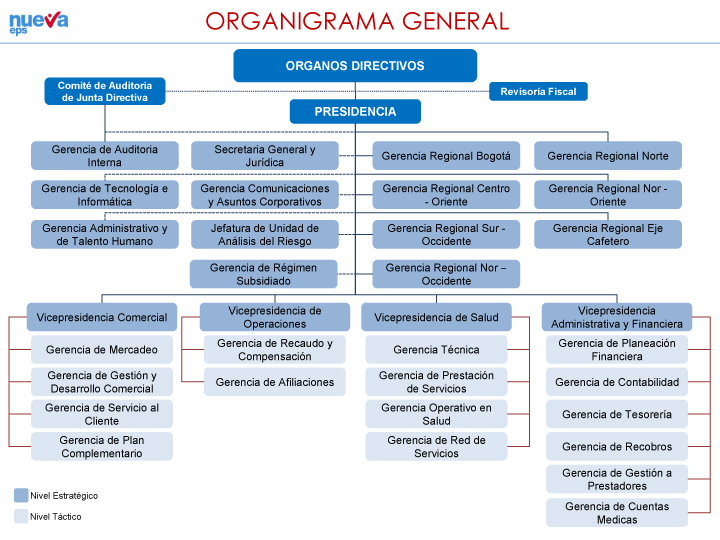 nueva
eps
ORGANIGRAMA GENERAL
ORGANOS DIRECTIVOS
Comité de Auditoria
de Junta Directiva
Revisoría Fiscal
PRESIDENCIA
Gerencia de Auditoria
Interna
Secretaria General y
Jurídica
Gerencia Regional Bogotá
Gerencia Regional Norte
Gerencia de Tecnología e
Informática
Gerencia Comunicaciones
y Asuntos Corporativos
Gerencia Regional Centro
- Oriente
Gerencia Regional Nor -
Oriente
Gerencia Administrativo y
de Talento Humano
Jefatura de Unidad de
Análisis del Riesgo
Gerencia Regional Sur -
Occidente
Gerencia Regional Eje
Cafetero
Gerencia de Régimen
Subsidiado
Gerencia Regional Nor –
Occidente
Vicepresidencia Comercial
Vicepresidencia de
Operaciones
Vicepresidencia de Salud
Vicepresidencia
Administrativa y Financiera
Gerencia de Mercadeo
Gerencia de Recaudo y
Compensación
Gerencia Técnica
Gerencia de Planeación
Financiera
Gerencia de Gestión y
Desarrollo Comercial
Gerencia de Afiliaciones
Gerencia de Prestación
de Servicios
Gerencia de Contabilidad
Gerencia de Servicio al
Cliente
Gerencia Operativo en
Salud
Gerencia de Tesorería
Gerencia de Plan
Complementario
Gerencia de Red de
Servicios
Gerencia de Recobros
Gerencia de Gestión a
Prestadores
Gerencia de Cuentas
Medicas
Nivel Estratégico
Nivel Táctico